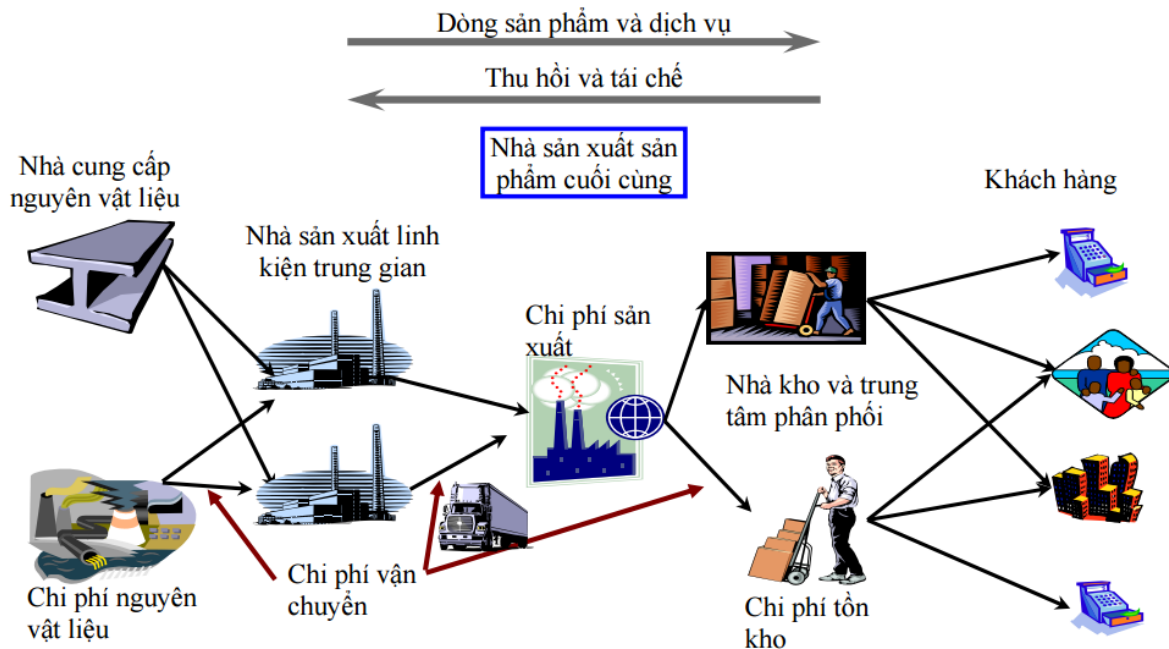 Dòng sản phẩm và dịch vụ
Thu hồi và tái chế
Nhà sản xuất sản
phẩm cuối cùng
Nhà cung cấp
nguyên vật liệu
Khách hàng
Nhà sản xuất linh
kiện trung gian
Chi phí sản
xuất
Nhà kho và trung
tâm phân phối
Chi phí vận
chuyển
Chi phí nguyên
vật liệu
Chi phí tồn
kho